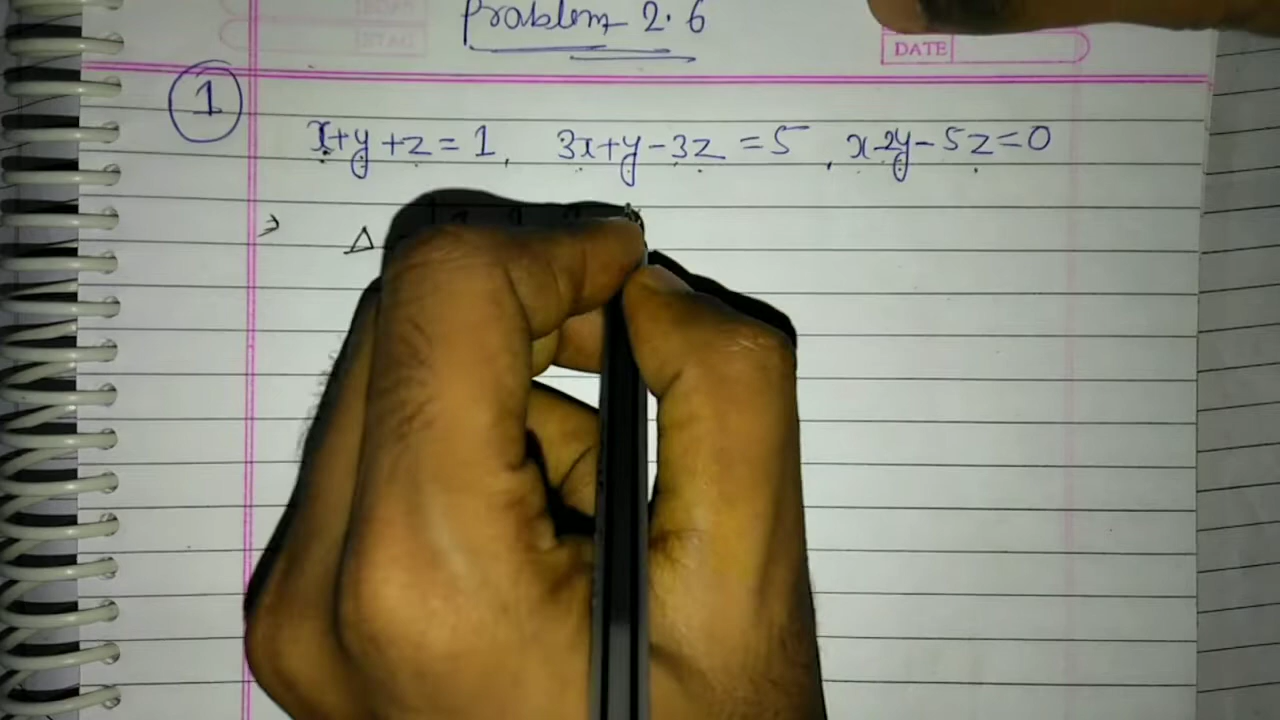 Problem 2.6
DATE
1
x+y+z=1, 3x+y-3z=5, x-2y-5z=0
⇒ Δ